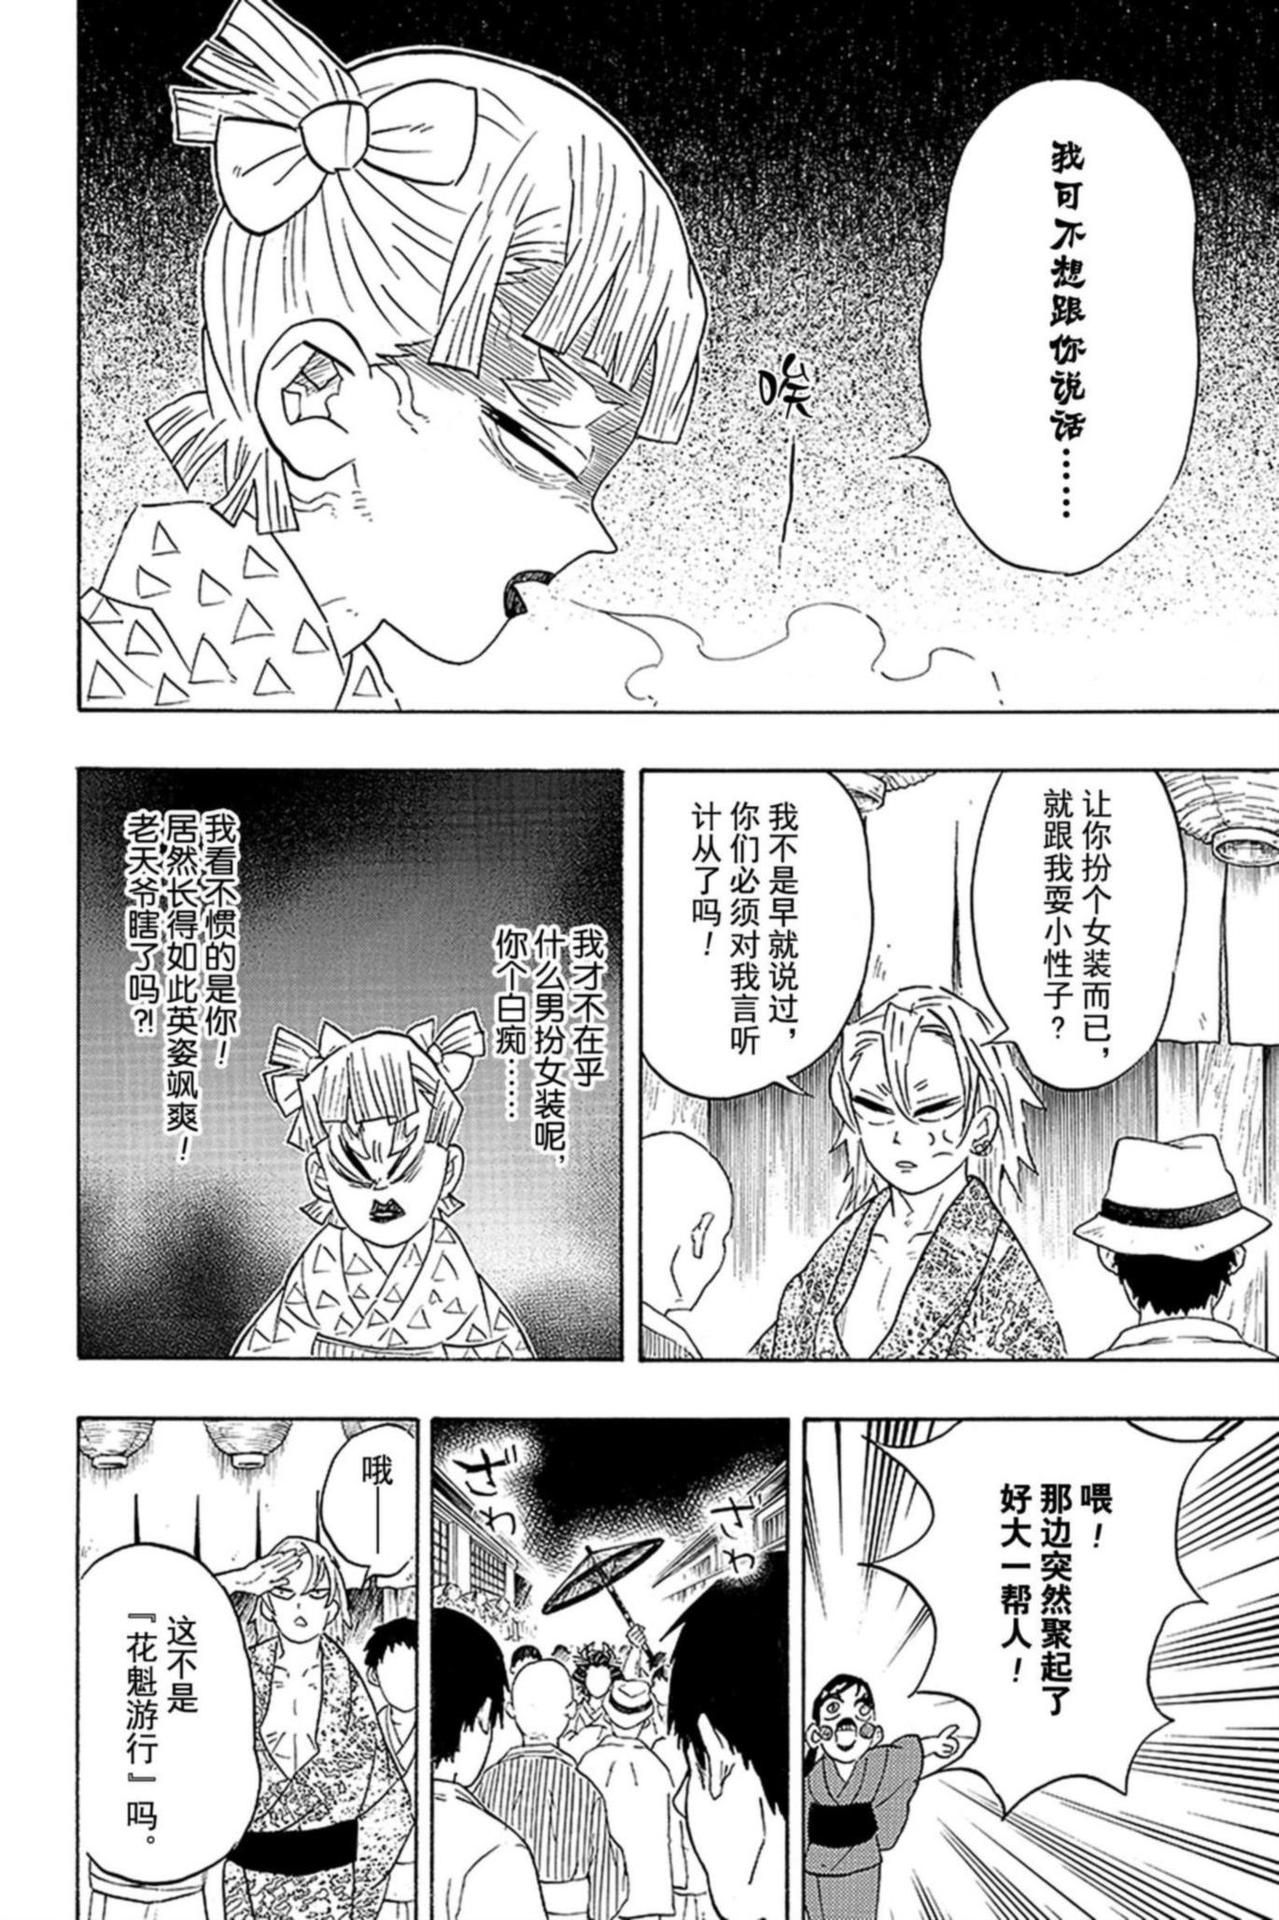 我可不想跟你说话……
唉
让你扮个女装而已，
就跟我耍小性子？
我不是早就说过，
你们必须对我言听
计从了吗！
我才不在乎
什么男扮女装呢，
你个白痴……
我看不惯的是你！
居然长得如此英姿飒爽！
老天爷瞎了吗?!
喂！
那边突然聚起了
好大一帮人！
ざわ
ざわ
哦——
这不是
『花魁游行』吗。